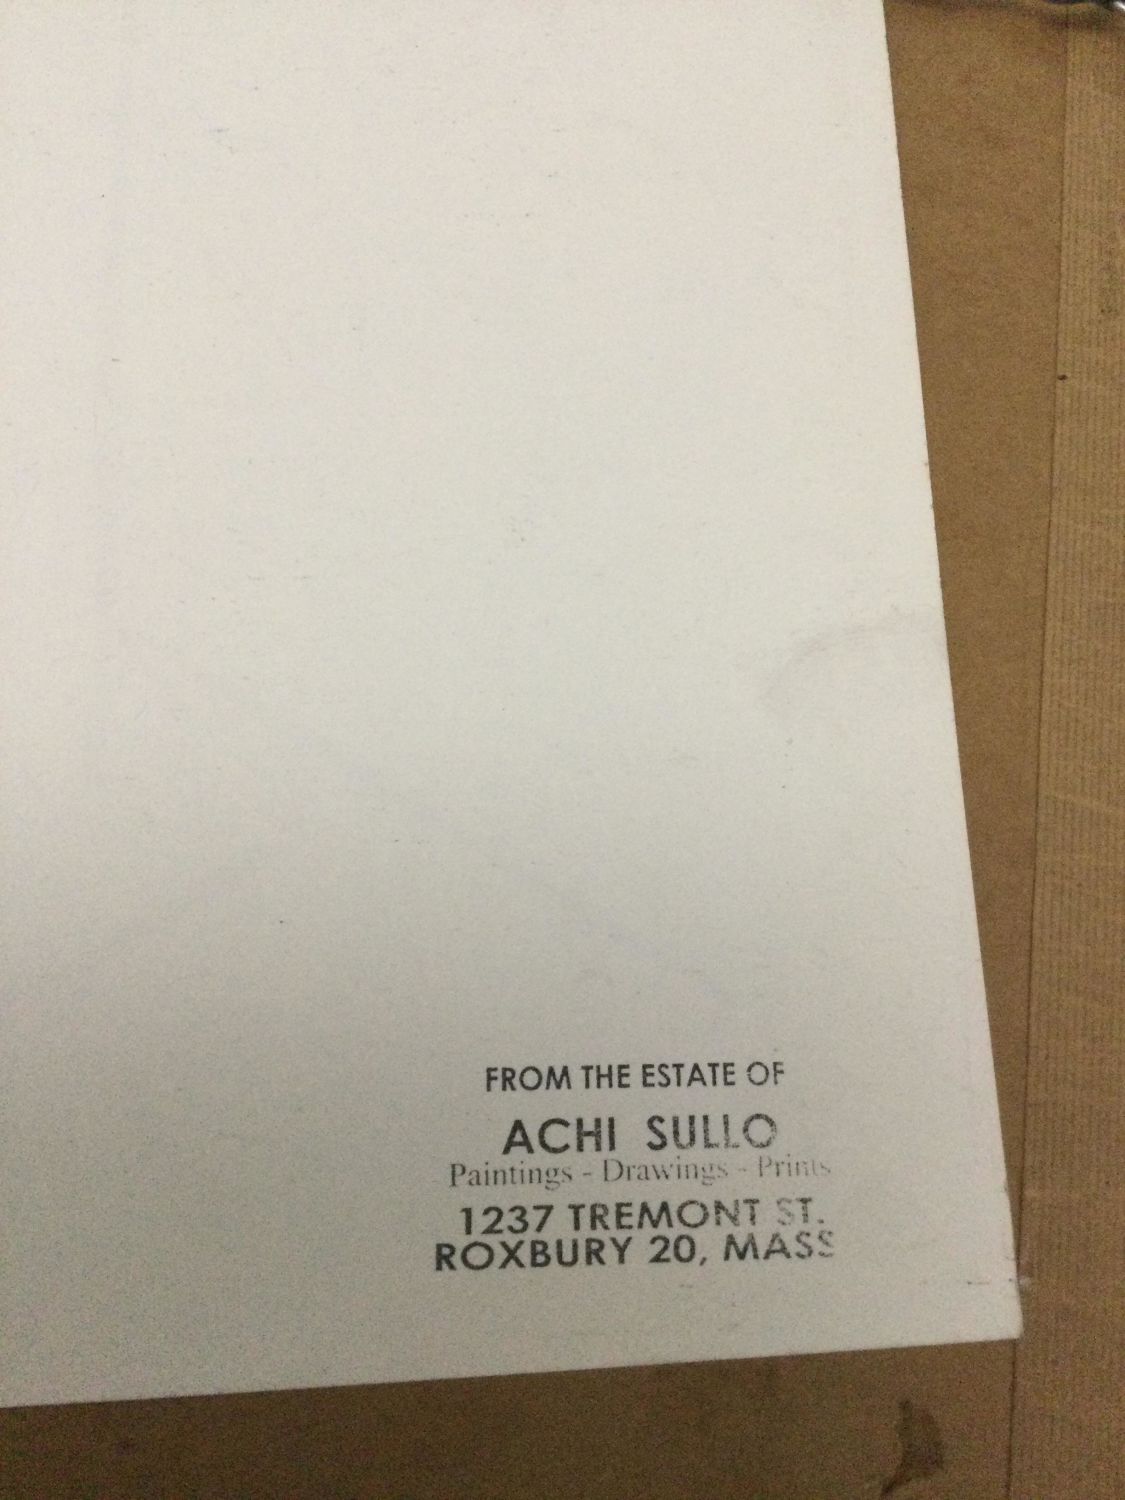 FROM THE ESTATE OF
ACHI SULLO
Paintings - Drawings - Prints
1237 TREMONT ST.
ROXBURY 20, MASS